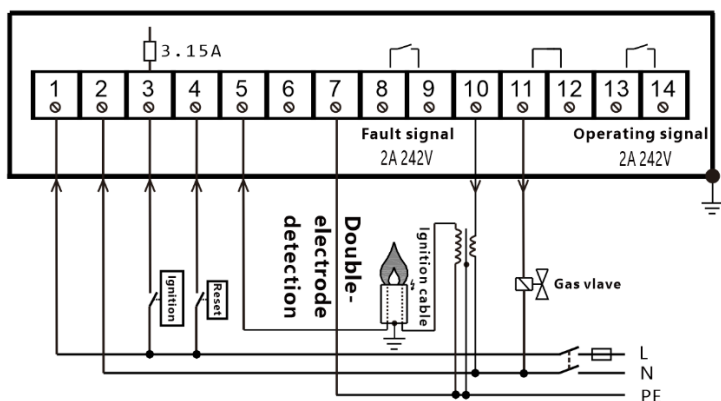 3.15A
1 2 3 4 5 6 7 8 9 10 11 12 13 14
Fault signal
2A 242V
Operating signal
2A 242V
Double-
electrode
detection
Ignition cable
Ignition
Reset
Gas vlave
L
N
PE